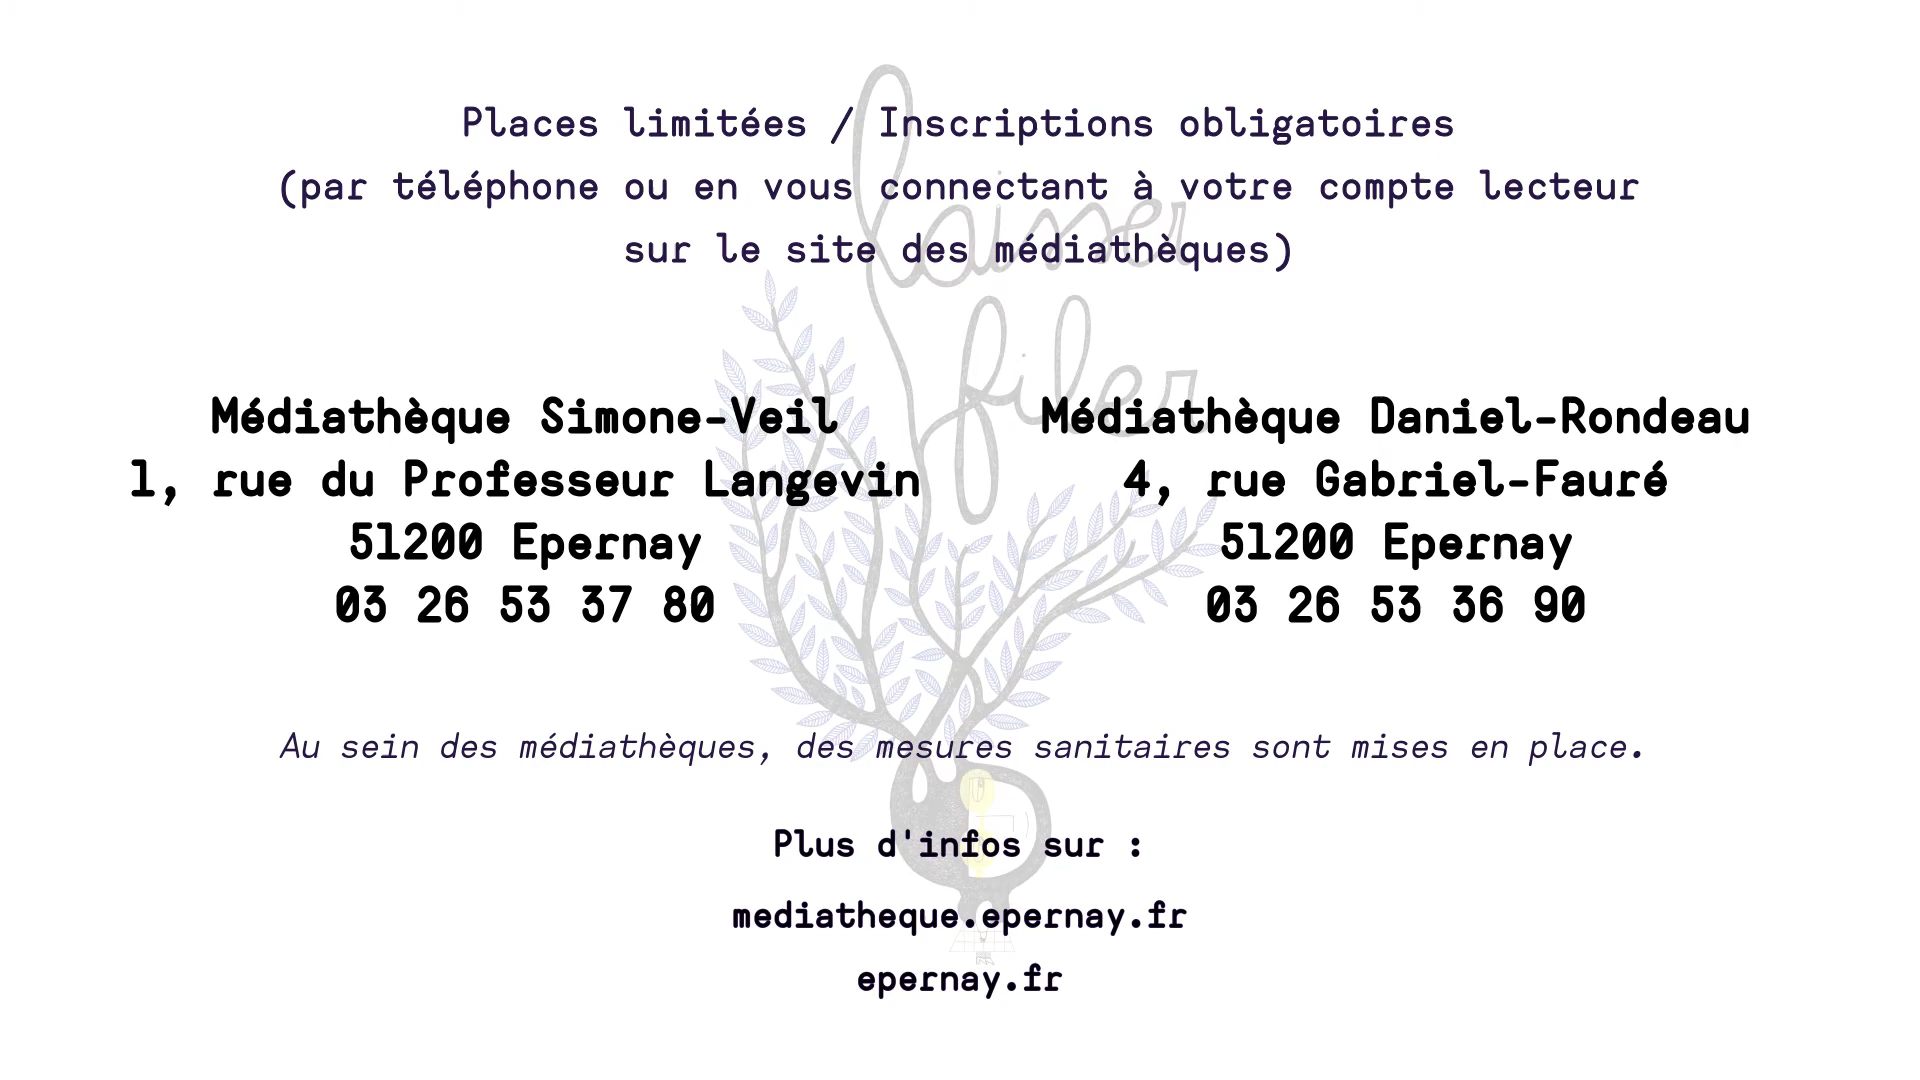 Places limitées / Inscriptions obligatoires
(par téléphone ou en vous connectant à votre compte lecteur
sur le site des médiathèques)
laisser
filer
Médiathèque Simone-Veil
1, rue du Professeur Langevin
51200 Epernay
03 26 53 37 80
Médiathèque Daniel-Rondeau
4, rue Gabriel-Fauré
51200 Epernay
03 26 53 36 90
Au sein des médiathèques, des mesures sanitaires sont mises en place.
Plus d'infos sur :
mediatheque.epernay.fr
epernay.fr